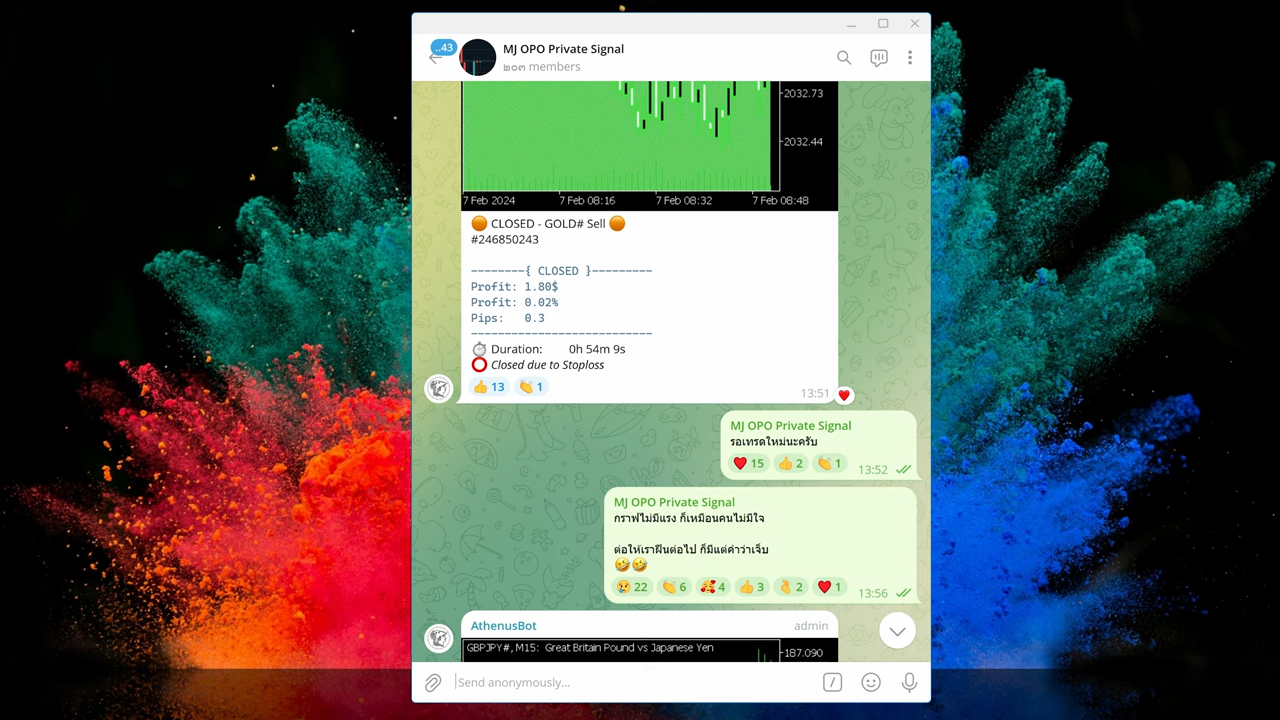 ..43
MJ OPO Private Signal
๒๐๓ members
2032.73
2032.44
7 Feb 2024
7 Feb 08:16
7 Feb 08:32
7 Feb 08:48
🟠 CLOSED - GOLD# Sell 🟠
#246850243
--------{ CLOSED }---------
Profit: 1.80$
Profit: 0.02%
Pips: 0.3
---------------------------
⏱ Duration: 0h 54m 9s
⭕ Closed due to Stoploss
👍 13 👏 1
13:51
MJ OPO Private Signal
รอเทรดใหม่นะครับ
❤ 15 👍 2 👏 1
13:52
MJ OPO Private Signal
กราฟไม่มีแรง ก็เหมือนคนไม่มีใจ
ต่อให้เราฝืนต่อไป ก็มีแต่คำว่าเจ็บ
🤣🤣
😢 22 👏 6 🥰 4 👍 3 🫰 2 ❤ 1
13:56
AthenusBot
admin
GBPJPY#, M15: Great Britain Pound vs Japanese Yen
187.090
Send anonymously...